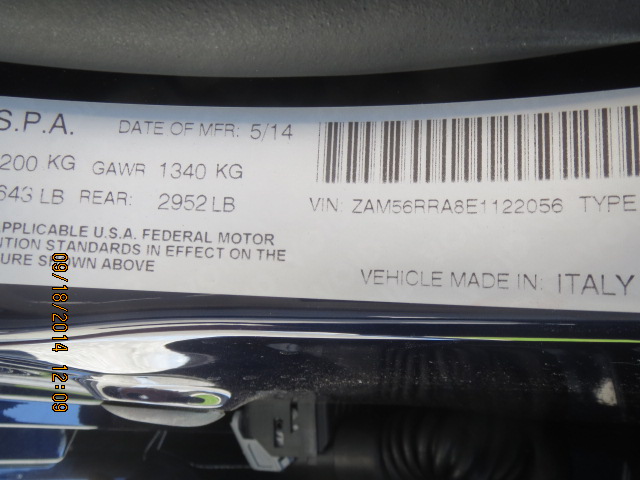 S.P.A. DATE OF MFR: 5/14
200 KG GAWR 1340 KG
643 LB REAR: 2952 LB
APPLICABLE U.S.A. FEDERAL MOTOR
TION STANDARDS IN EFFECT ON THE
URE SHOWN ABOVE
VIN: ZAM56RRA8E1122056 TYPE
VEHICLE MADE IN: ITALY
09/18/2014 12:09